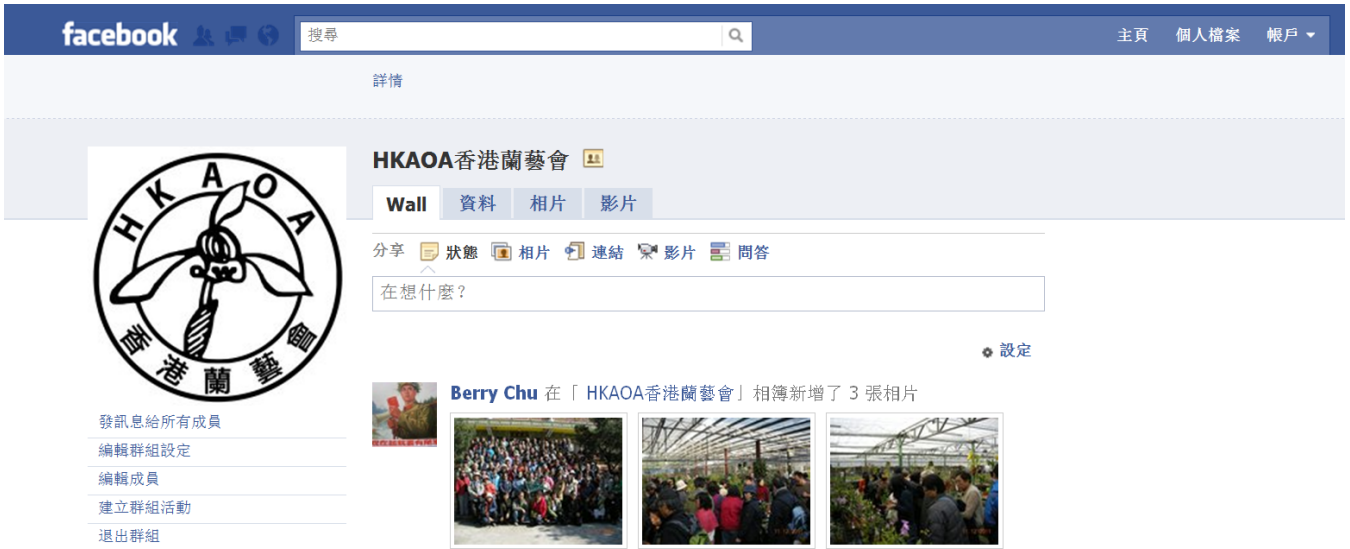 facebook 搜尋 主頁 個人檔案 帳戶
詳情
HKAOA香港蘭藝會
Wall 資料 相片 影片
分享 狀態 相片 連結 影片 問答
在想什麼?
設定
Berry Chu 在「 HKAOA香港蘭藝會」相簿新增了 3 張相片
HKAOA
香港蘭藝會
發訊息給所有成員
編輯群組設定
編輯成員
建立群組活動
退出群組